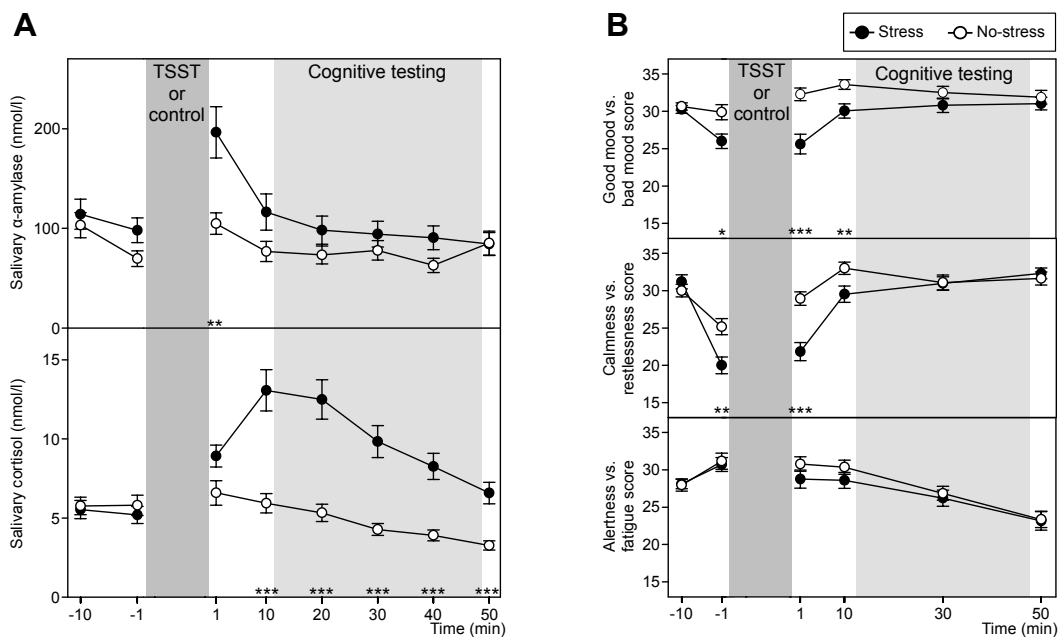 A
TSST
or
control
Cognitive testing
Salivary α-amylase (nmol/l)
200
100
0
**
Salivary cortisol (nmol/l)
15
10
5
0
*** *** *** *** ***
-10 -1 1 10 20 30 40 50
Time (min)
B
Stress No-stress
TSST
or
control
Cognitive testing
Good mood vs.
bad mood score
35
30
25
20
15
* *** **
Calmness vs.
restlessness score
35
30
25
20
15
** ***
Alertness vs.
fatigue score
35
30
25
20
15
-10 -1 1 10 30 50
Time (min)